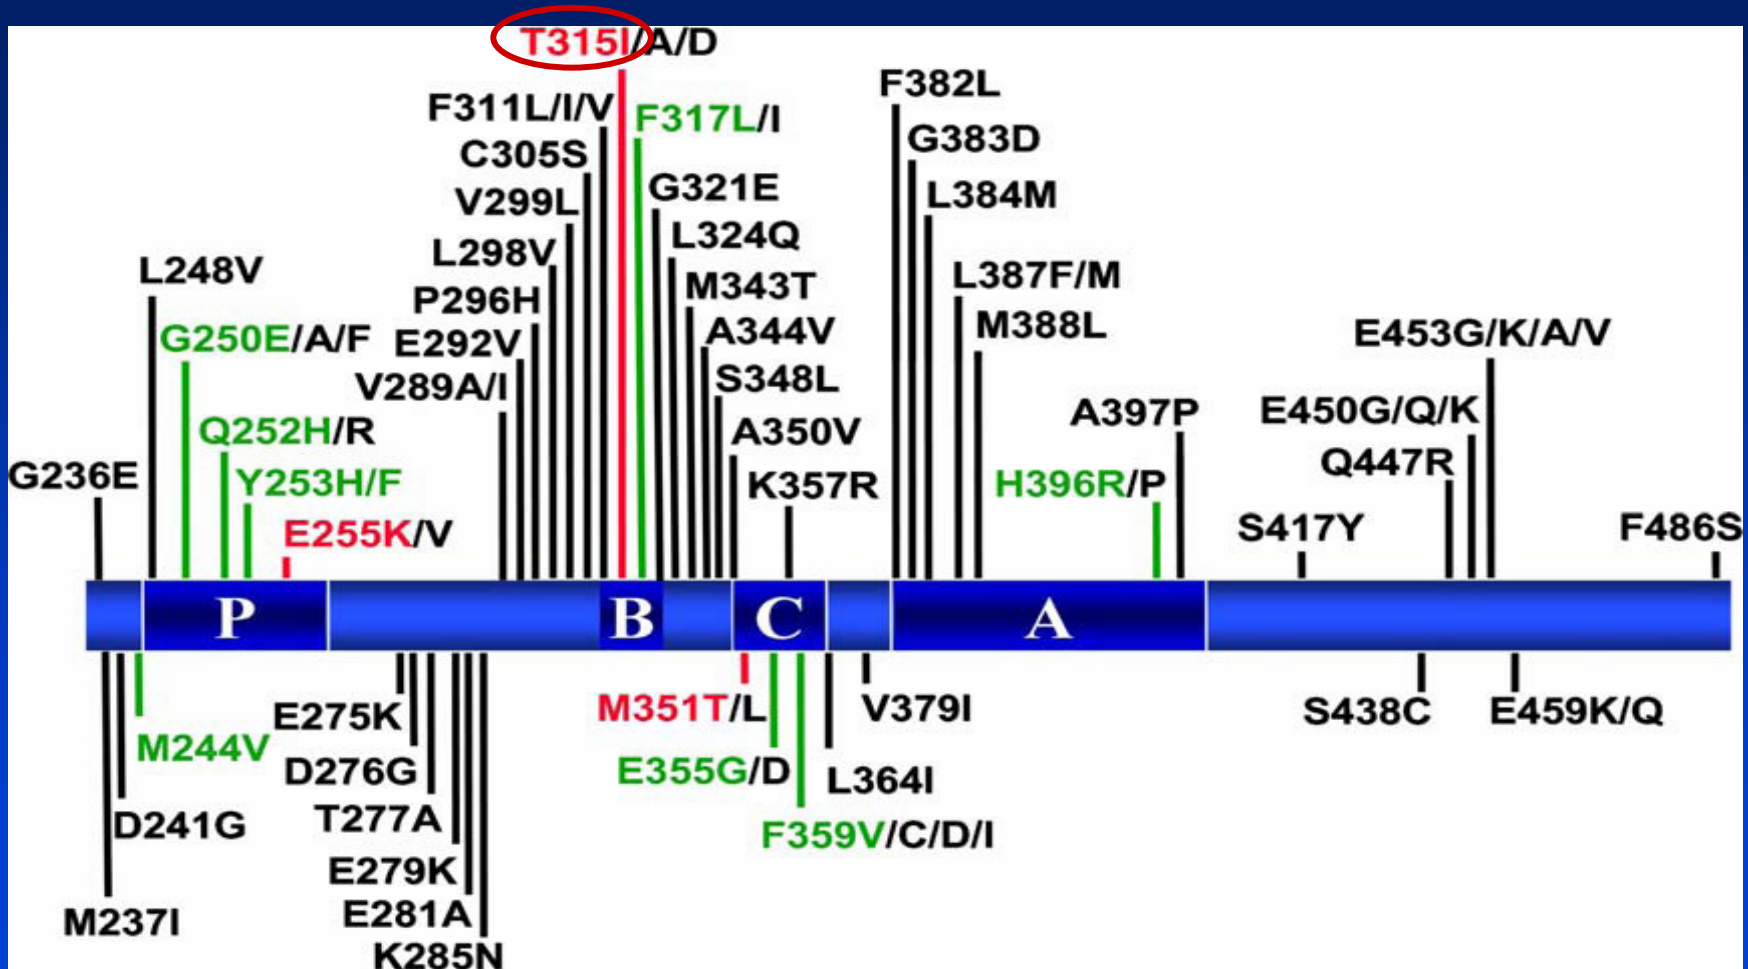 T315I/A/D
F382L
F311L/I/V
F317L/I
G383D
C305S
G321E
L384M
V299L
L324Q
L298V
L248V
M343T
L387F/M
P296H
A344V
M388L
G250E/A/F
E292V
E453G/K/A/V
V289A/I
S348L
A397P
E450G/Q/K
Q252H/R
A350V
Q447R
G236E
Y253H/F
K357R
H396R/P
E255K/V
S417Y
F486S
P B C A
E275K
M351T/L
V379I
S438C
E459K/Q
M244V
D276G
E355G/D
L364I
D241G
T277A
F359V/C/D/I
E279K
M237I
E281A
K285N